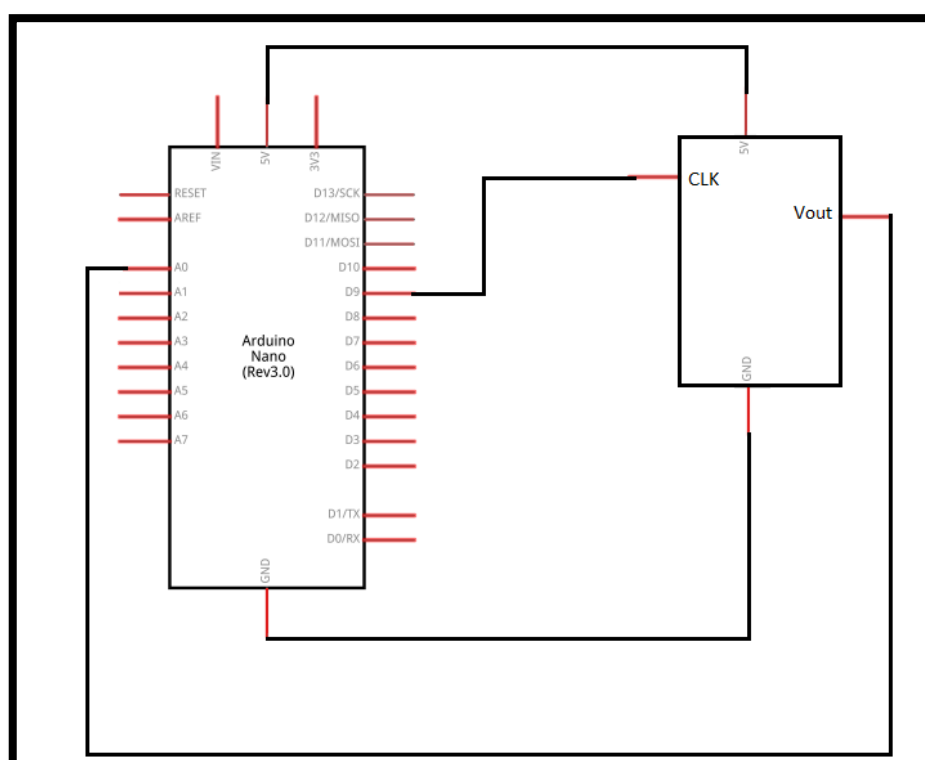 VIN
5V
3V3
5V
RESET
D13/SCK
CLK
AREF
D12/MISO
Vout
D11/MOSI
A0
D10
A1
D9
A2
D8
A3
D7
Arduino
Nano
(Rev3.0)
A4
D6
A5
D5
A6
D4
A7
D3
D2
GND
D1/TX
D0/RX
GND